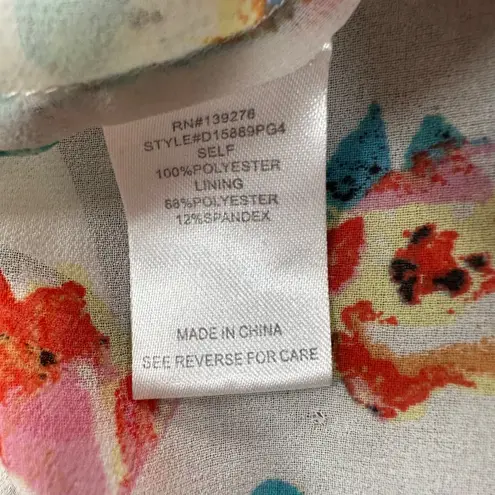 RN#139276
STYLE#D15889PG4
SELF
100%POLYESTER
LINING
88%POLYESTER
12%SPANDEX
MADE IN CHINA
SEE REVERSE FOR CARE